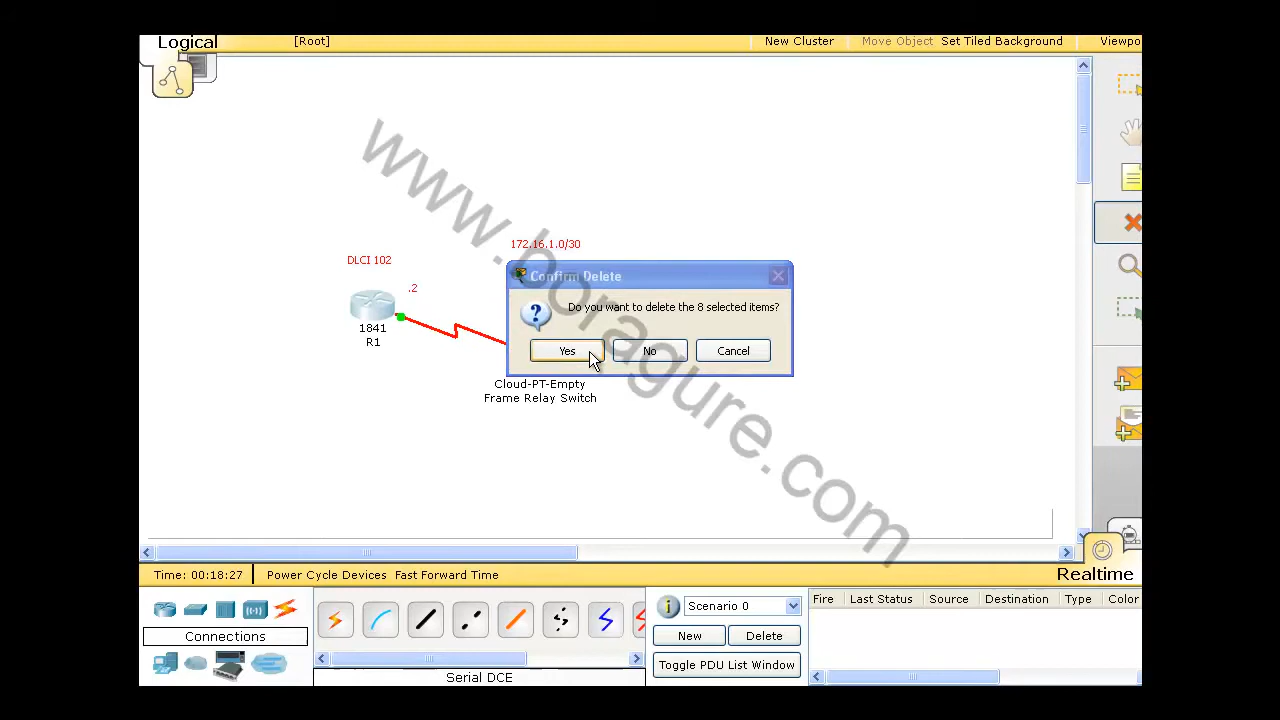 Logical
[Root]
New Cluster
Move Object
Set Tiled Background
Viewpo
www.boragure.com
172.16.1.0/30
DLCI 102
.2
1841
R1
Confirm Delete
Do you want to delete the 8 selected items?
Yes
No
Cancel
Cloud-PT-Empty
Frame Relay Switch
Time: 00:18:27
Power Cycle Devices Fast Forward Time
Realtime
Connections
Serial DCE
Scenario 0
New
Delete
Toggle PDU List Window
Fire
Last Status
Source
Destination
Type
Color